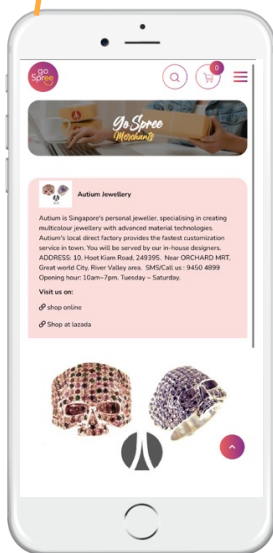 go
Spree
0
Go Spree
Merchants
Autium Jewellery
Autium is Singapore's personal jeweller, specialising in creating
multicolour jewellery with advanced material technologies.
Autium's local direct factory provides the fastest customization
service in town. You will be served by our in-house designers.
ADDRESS: 10, Hoot Kiam Road, 249395. Near ORCHARD MRT,
Great world City, River Valley area. SMS/Call us : 9450 4899
Opening hour: 10am–7pm. Tuesday – Saturday.
Visit us on:
shop online
Shop at lazada